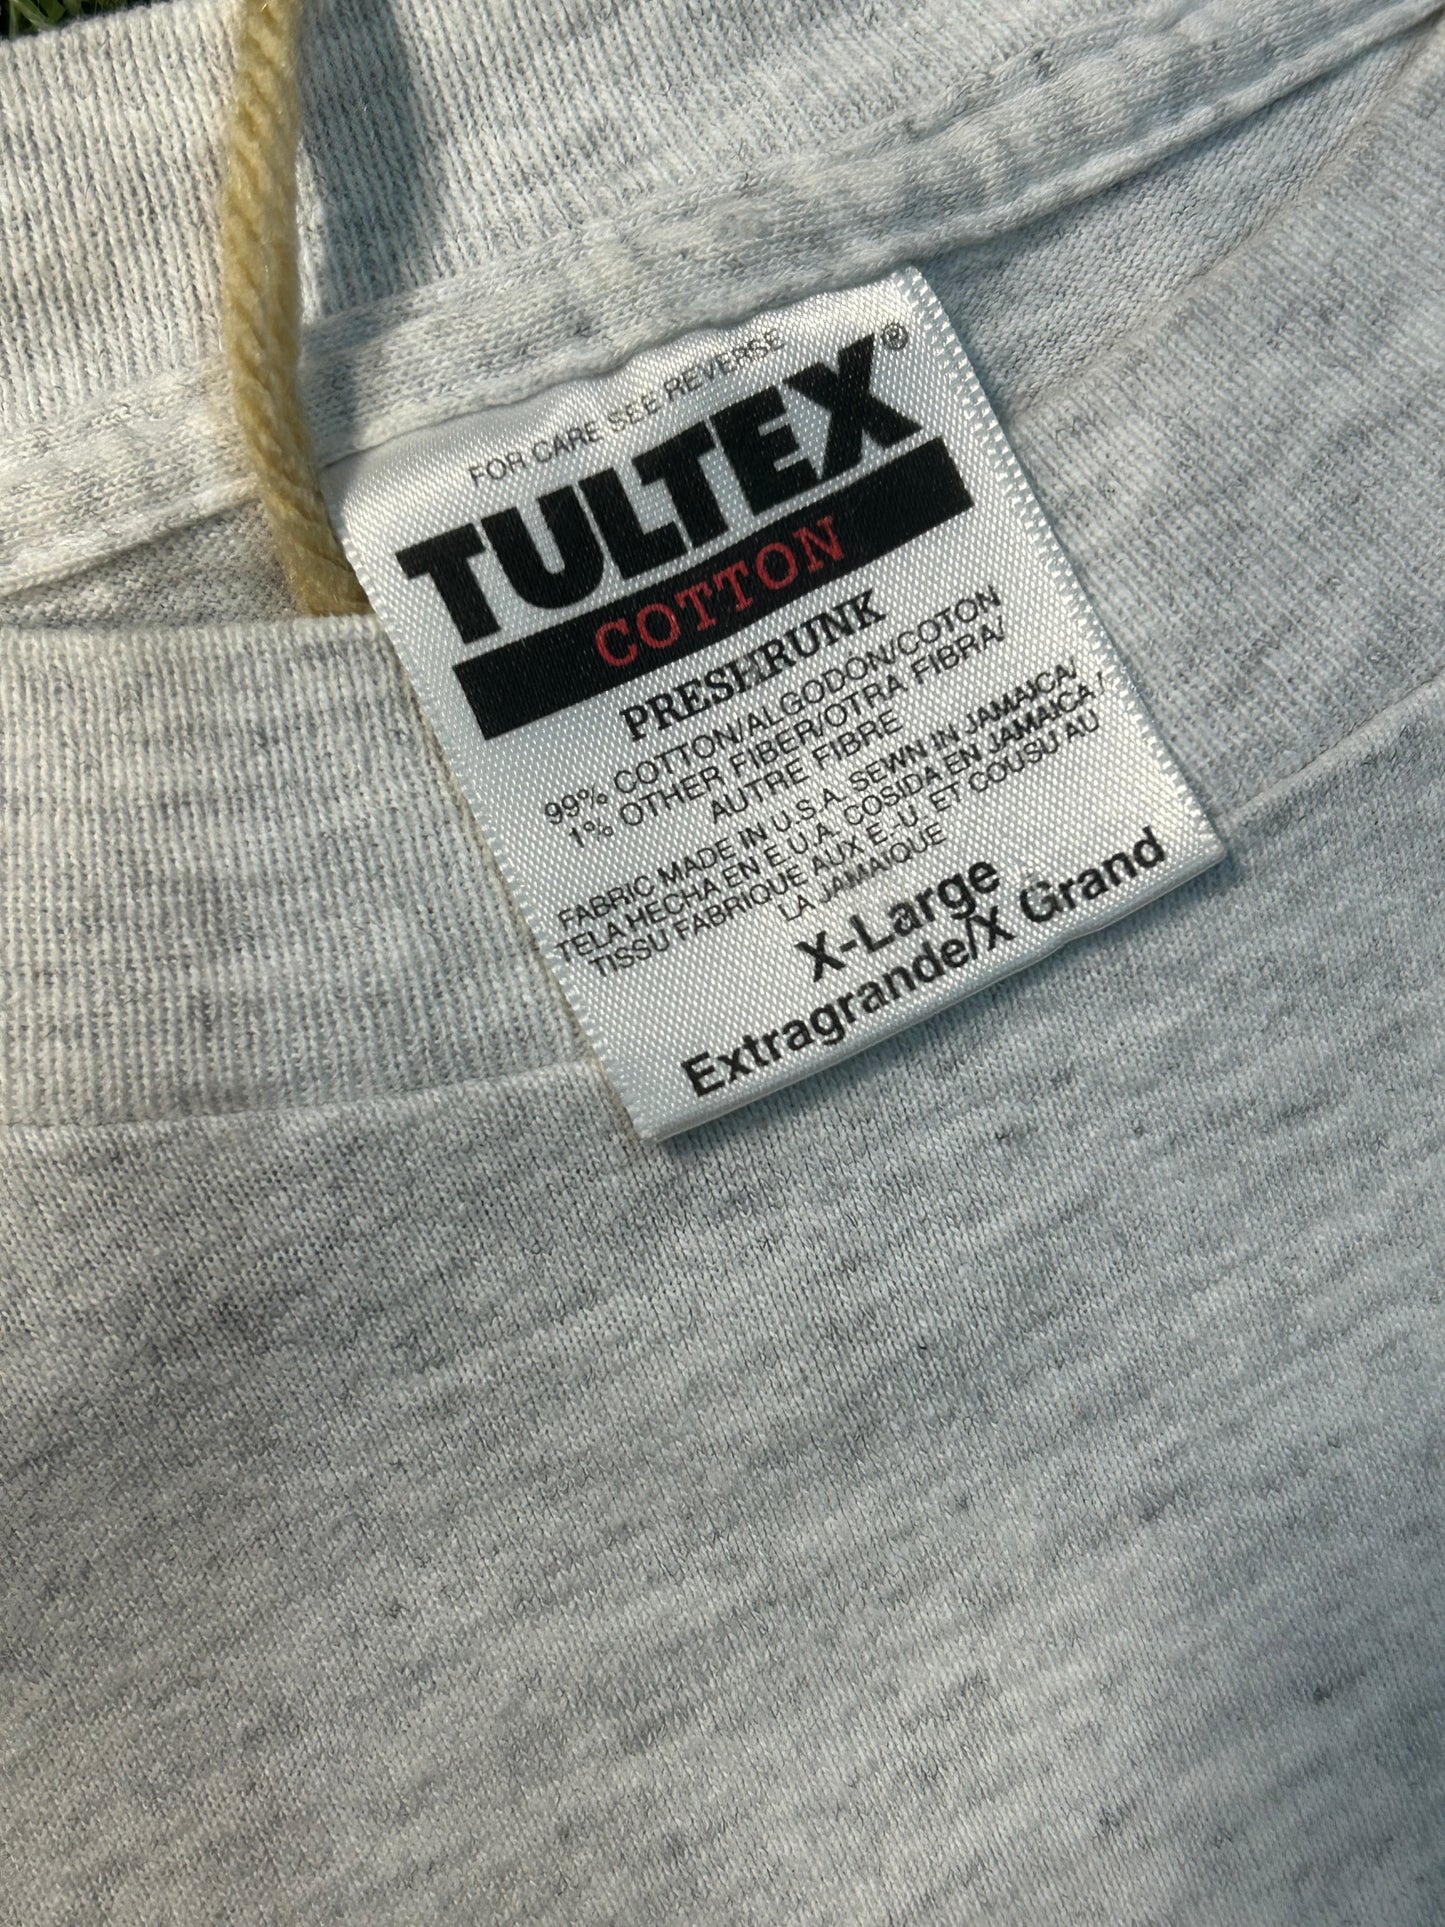 FOR CARE SEE REVERSE
TULTEX®
COTTON
PRESHRUNK
99% COTTON/ALGODON/COTON
1% OTHER FIBER/OTRA FIBRA/
AUTRE FIBRE
FABRIC MADE IN U.S.A. SEWN IN JAMAICA/
TELA HECHA EN E.U.A. COSIDA EN JAMAICA /
TISSU FABRIQUE AUX E.-U. ET COUSU AU
LA JAMAIQUE
X-Large
Extragrande/X Grand